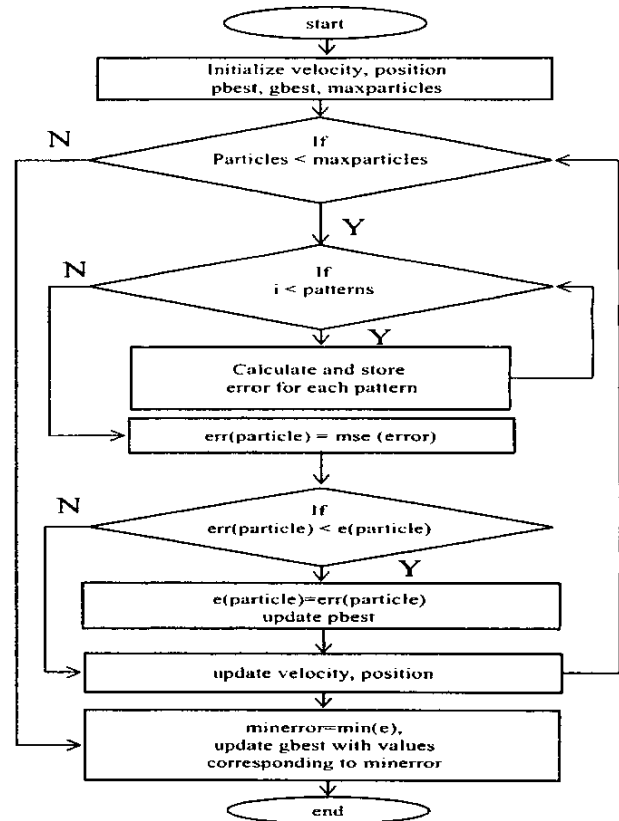 start
Initialize velocity, position
pbest, gbest, maxparticles
N
If
Particles < maxparticles
Y
N
If
i < patterns
Y
Calculate and store
error for each pattern
err(particle) = mse (error)
N
If
err(particle) < e(particle)
Y
e(particle)=err(particle)
update pbest
update velocity, position
minerror=min(e),
update gbest with values
corresponding to minerror
end